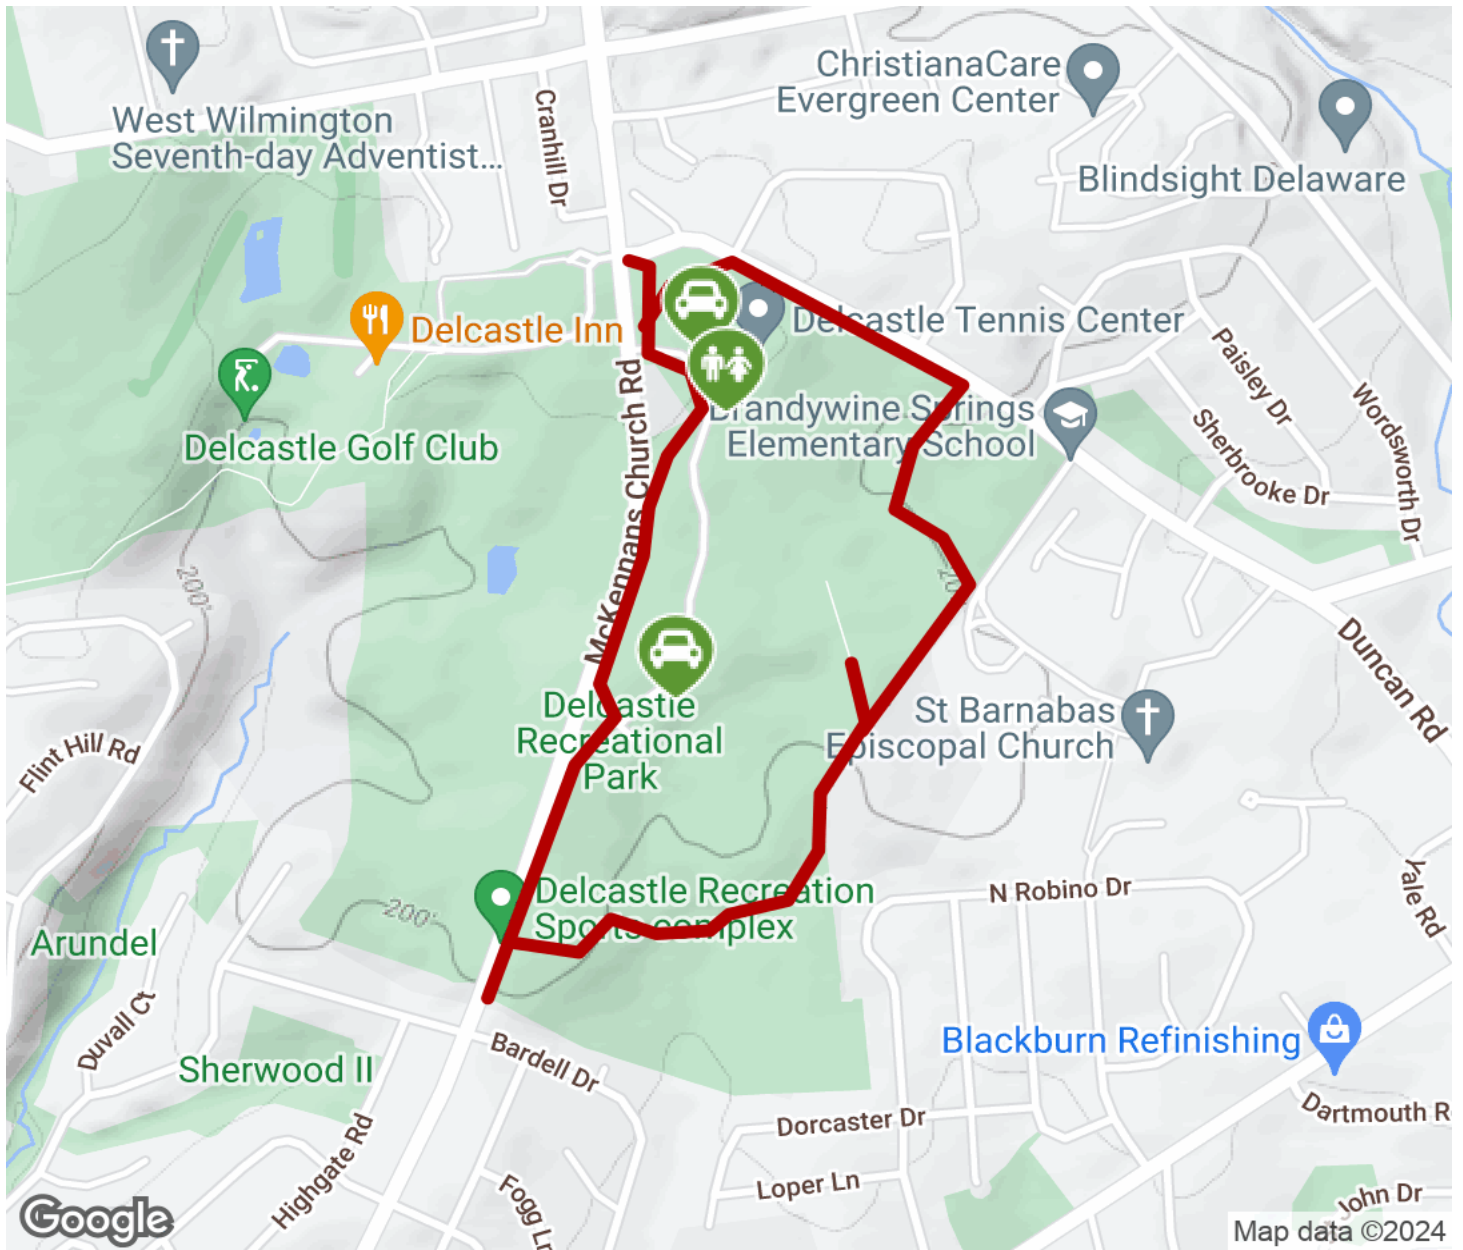 ChristianaCare
Evergreen Center
West Wilmington
Seventh-day Adventist...
Cranhill Dr
Blindsight Delaware
Delcastle Inn
Delcastle Tennis Center
Delcastle Golf Club
McKennans Church Rd
Brandywine Springs
Elementary School
Paisley Dr
Wordsworth Dr
Sherbrooke Dr
200'
20
Duncan Rd
Delcastle
Recreational
Park
St Barnabas
Episcopal Church
Flint Hill Rd
Delcastle Recreation
Sports complex
200'
N Robino Dr
Yale Rd
Arundel
Duvall Ct
Sherwood II
Bardell Dr
Blackburn Refinishing
Highgate Rd
Fogg Ln
Dorcaster Dr
Dartmouth R
Loper Ln
John Dr
Google
Map data ©2024